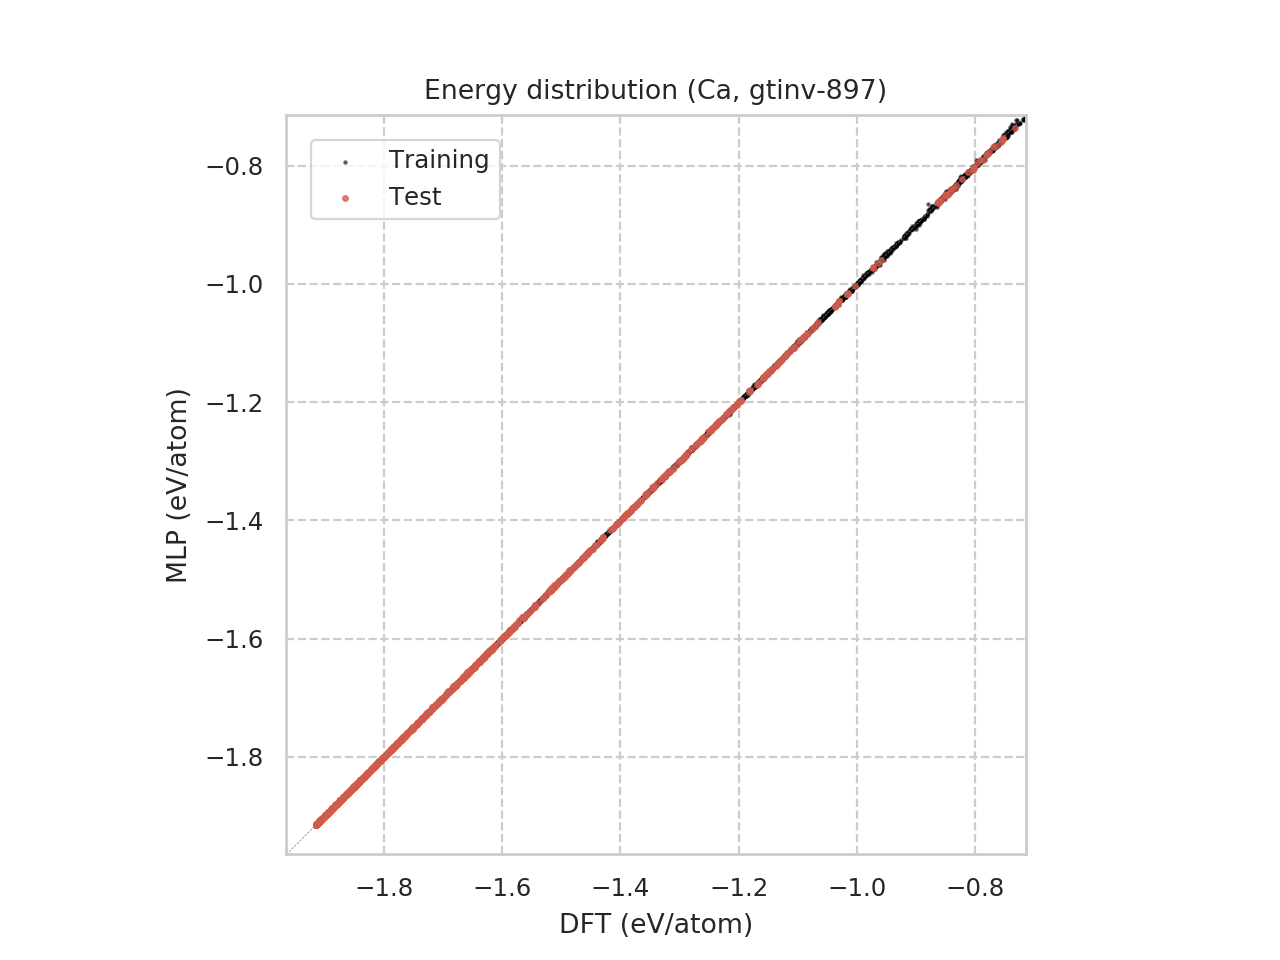 Energy distribution (Ca, gtinv-897)
Training
Test
−0.8
−1.0
−1.2
−1.4
−1.6
−1.8
MLP (eV/atom)
−1.8 −1.6 −1.4 −1.2 −1.0 −0.8
DFT (eV/atom)